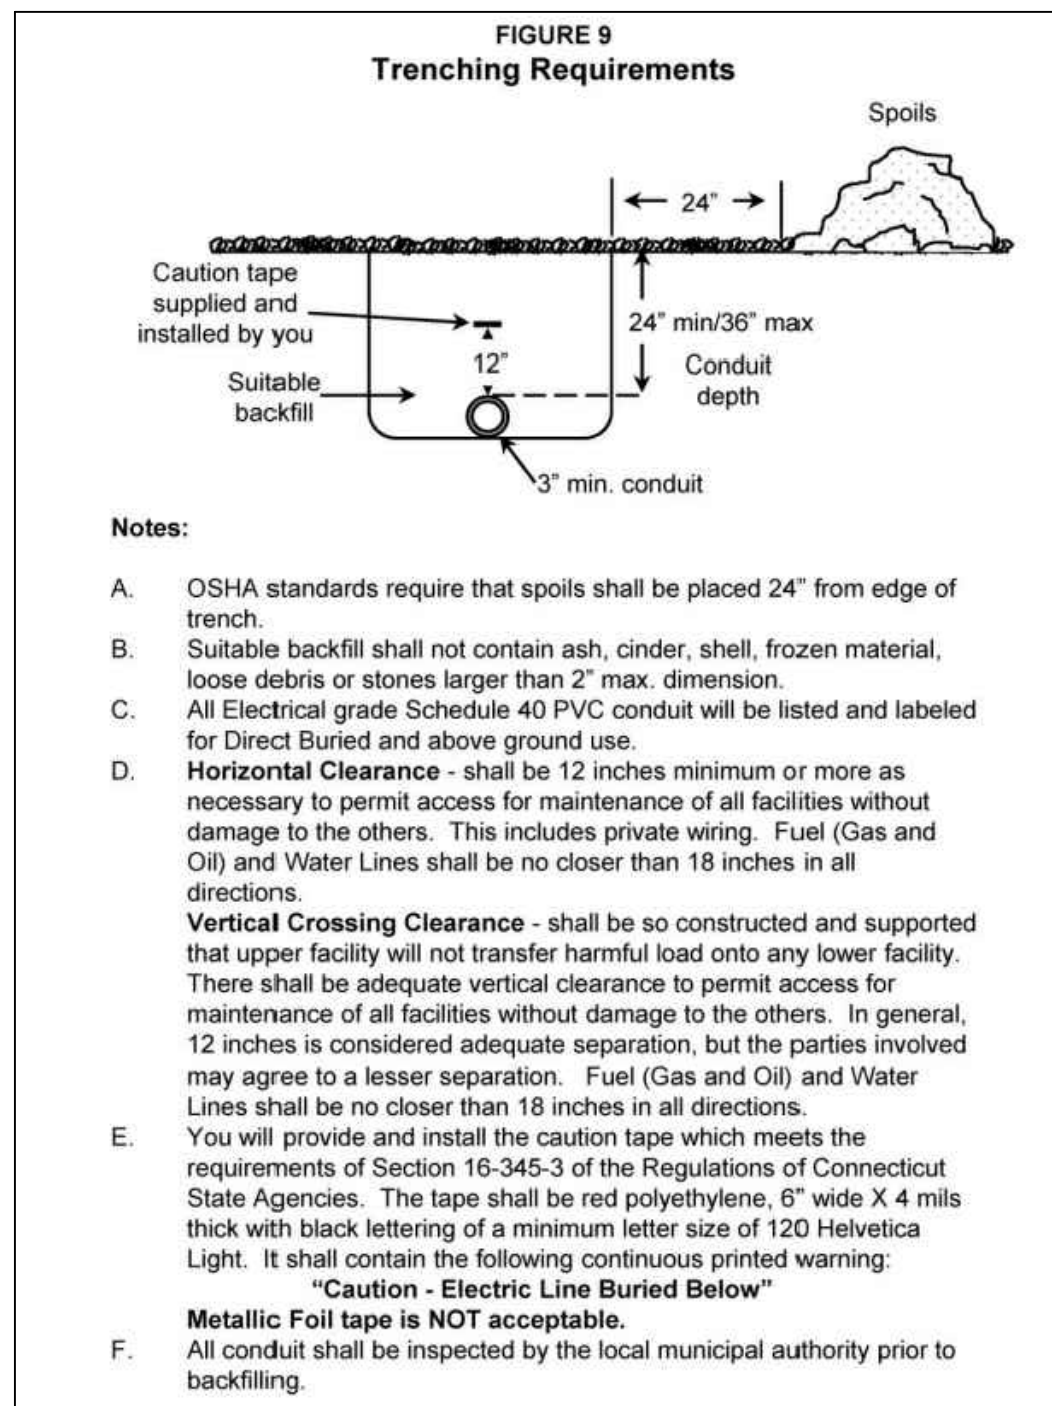 FIGURE 9
Trenching Requirements
Spoils
24”
Caution tape
supplied and
installed by you
24” min/36” max
12”
Conduit
depth
Suitable
backfill
3” min. conduit
Notes:
A. OSHA standards require that spoils shall be placed 24” from edge of
trench.
B. Suitable backfill shall not contain ash, cinder, shell, frozen material,
loose debris or stones larger than 2” max. dimension.
C. All Electrical grade Schedule 40 PVC conduit will be listed and labeled
for Direct Buried and above ground use.
D. Horizontal Clearance - shall be 12 inches minimum or more as
necessary to permit access for maintenance of all facilities without
damage to the others. This includes private wiring. Fuel (Gas and
Oil) and Water Lines shall be no closer than 18 inches in all
directions.
Vertical Crossing Clearance - shall be so constructed and supported
that upper facility will not transfer harmful load onto any lower facility.
There shall be adequate vertical clearance to permit access for
maintenance of all facilities without damage to the others. In general,
12 inches is considered adequate separation, but the parties involved
may agree to a lesser separation. Fuel (Gas and Oil) and Water
Lines shall be no closer than 18 inches in all directions.
E. You will provide and install the caution tape which meets the
requirements of Section 16-345-3 of the Regulations of Connecticut
State Agencies. The tape shall be red polyethylene, 6” wide X 4 mils
thick with black lettering of a minimum letter size of 120 Helvetica
Light. It shall contain the following continuous printed warning:
“Caution - Electric Line Buried Below”
Metallic Foil tape is NOT acceptable.
F. All conduit shall be inspected by the local municipal authority prior to
backfilling.